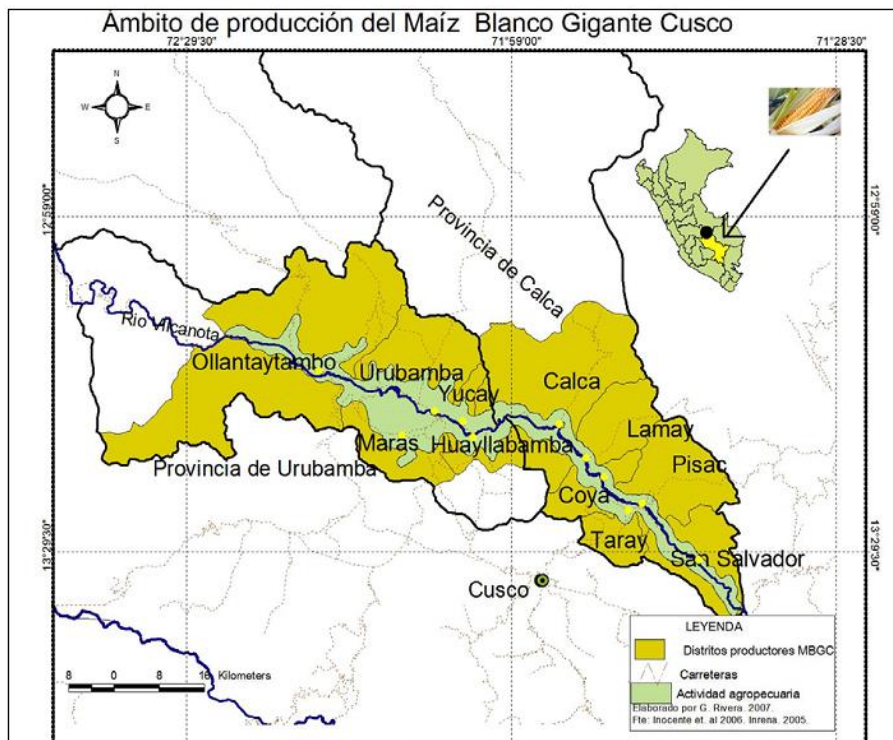 Ámbito de producción del Maíz Blanco Gigante Cusco
72°29'30"
71°59'00"
71°28'30"
N
W
E
S
12°59'00"
12°59'00"
Provincia de Calca
Rio Vilcanota
Ollantaytambo
Urubamba
Calca
Yucay
Lamay
Maras
Huayllabamba
Pisac
Provincia de Urubamba
Coya
Taray
San Salvador
13°29'30"
13°29'30"
Cusco
LEYENDA
Distritos productores MBGC
Carreteras
Actividad agropecuaria
Elaborado por G. Rivera. 2007.
Fte: Inocente et. al 2006. Inrena. 2005.
8 0 8 16 Kilometers